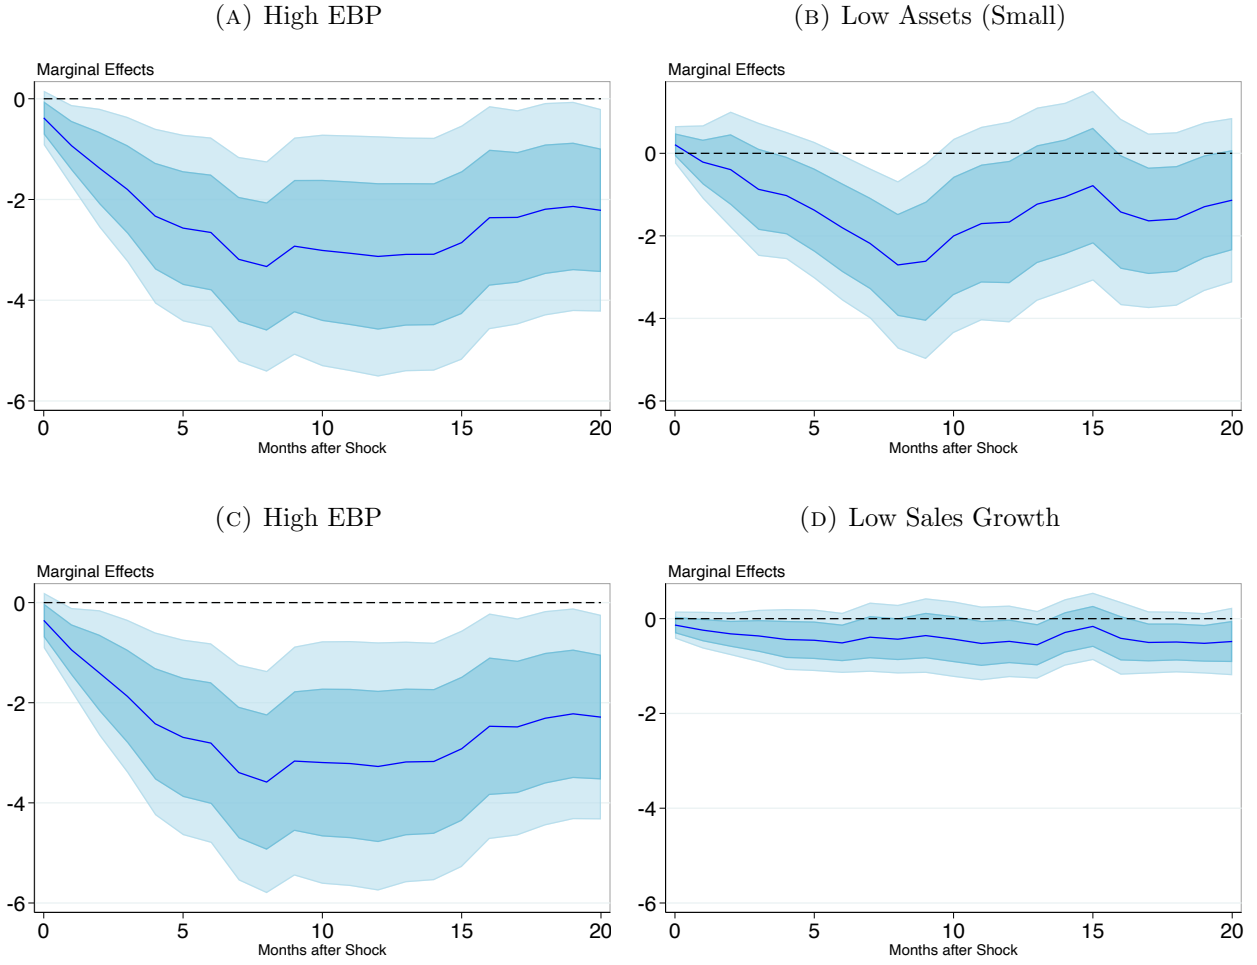 (A) High EBP
Marginal Effects
0
-2
-4
-6
0 5 10 15 20
Months after Shock
(B) Low Assets (Small)
Marginal Effects
0
-2
-4
-6
0 5 10 15 20
Months after Shock
(C) High EBP
Marginal Effects
0
-2
-4
-6
0 5 10 15 20
Months after Shock
(D) Low Sales Growth
Marginal Effects
0
-2
-4
-6
0 5 10 15 20
Months after Shock